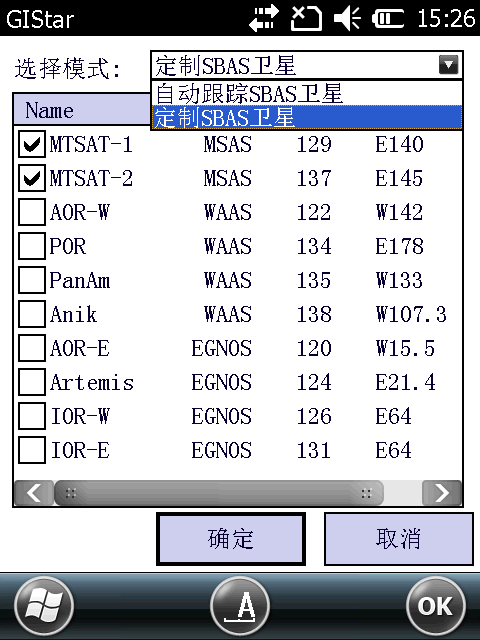 GIStar 15:26
选择模式: 定制SBAS卫星
自动跟踪SBAS卫星
Name 定制SBAS卫星
MTSAT-1 MSAS 129 E140
MTSAT-2 MSAS 137 E145
AOR-W WAAS 122 W142
POR WAAS 134 E178
PanAm WAAS 135 W133
Anik WAAS 138 W107.3
AOR-E EGNOS 120 W15.5
Artemis EGNOS 124 E21.4
IOR-W EGNOS 126 E64
IOR-E EGNOS 131 E64
确定 取消
A OK